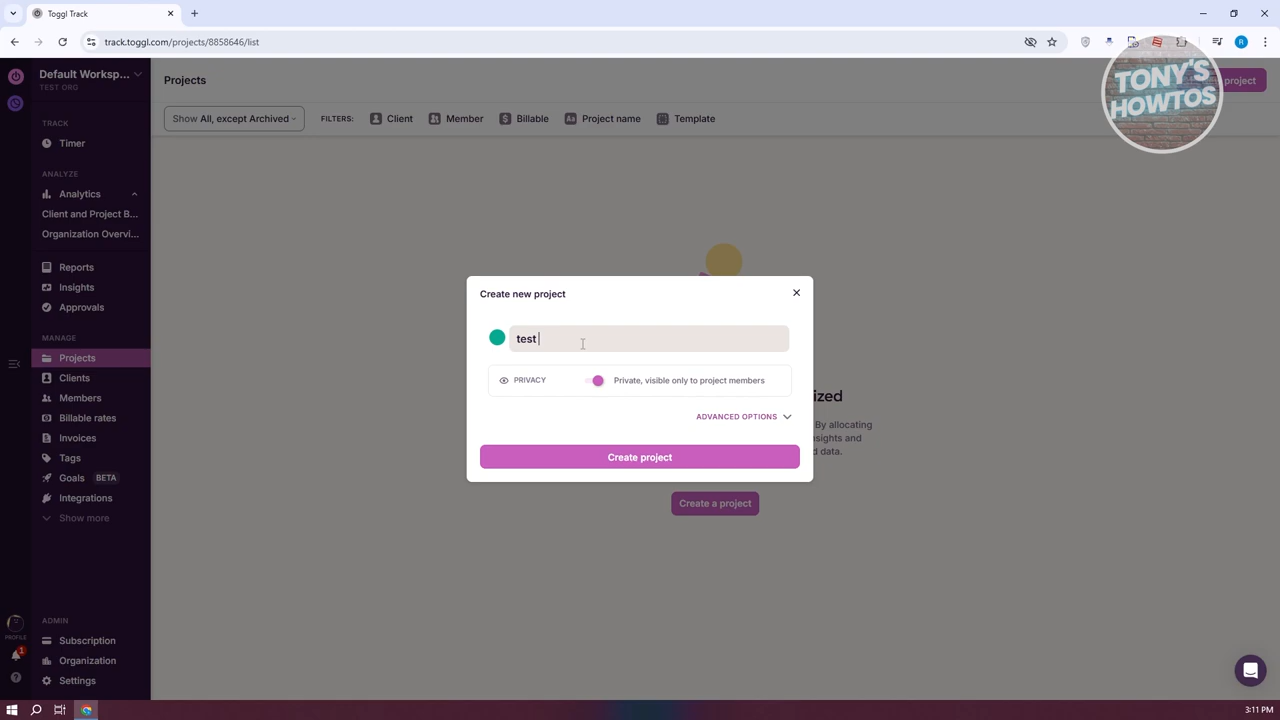 Toggl Track
track.toggl.com/projects/8858646/list
R
TONY'S
HOWTOS
Default Worksp...
TEST ORG
Projects
project
Show All, except Archived
FILTERS:
Client
Member
Billable
Project name
Template
TRACK
Timer
ANALYZE
Analytics
Client and Project B...
Organization Overvi...
Reports
Insights
Approvals
MANAGE
Projects
Clients
Members
Billable rates
Invoices
Tags
Goals BETA
Integrations
Show more
ADMIN
Subscription
Organization
Settings
PROFILE
1
Create new project
test
PRIVACY
Private, visible only to project members
ADVANCED OPTIONS
Create project
ized
By allocating
sights and
d data.
Create a project
3:11 PM